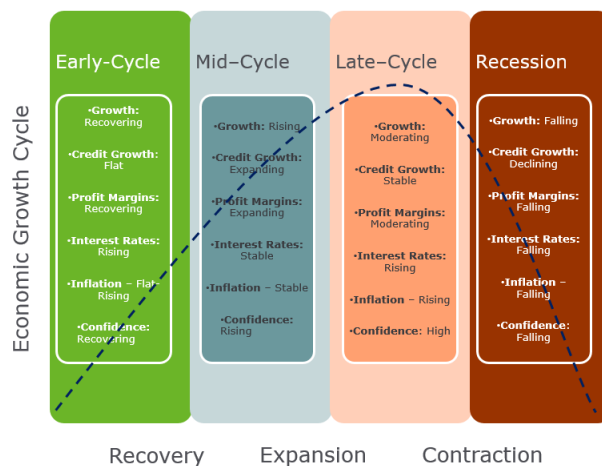 Early-Cycle
•Growth:
Recovering
•Credit Growth:
Flat
•Profit Margins:
Recovering
•Interest Rates:
Rising
•Inflation – Flat-
Rising
•Confidence:
Recovering
Mid–Cycle
•Growth: Rising
•Credit Growth:
Expanding
•Profit Margins:
Expanding
•Interest Rates:
Stable
•Inflation – Stable
•Confidence:
Rising
Late–Cycle
•Growth:
Moderating
•Credit Growth:
Stable
•Profit Margins:
Moderating
•Interest Rates:
Rising
•Inflation – Rising
•Confidence: High
Recession
•Growth: Falling
•Credit Growth:
Declining
•Profit Margins:
Falling
•Interest Rates:
Falling
•Inflation –
Falling
•Confidence:
Falling
Economic Growth Cycle
Recovery
Expansion
Contraction